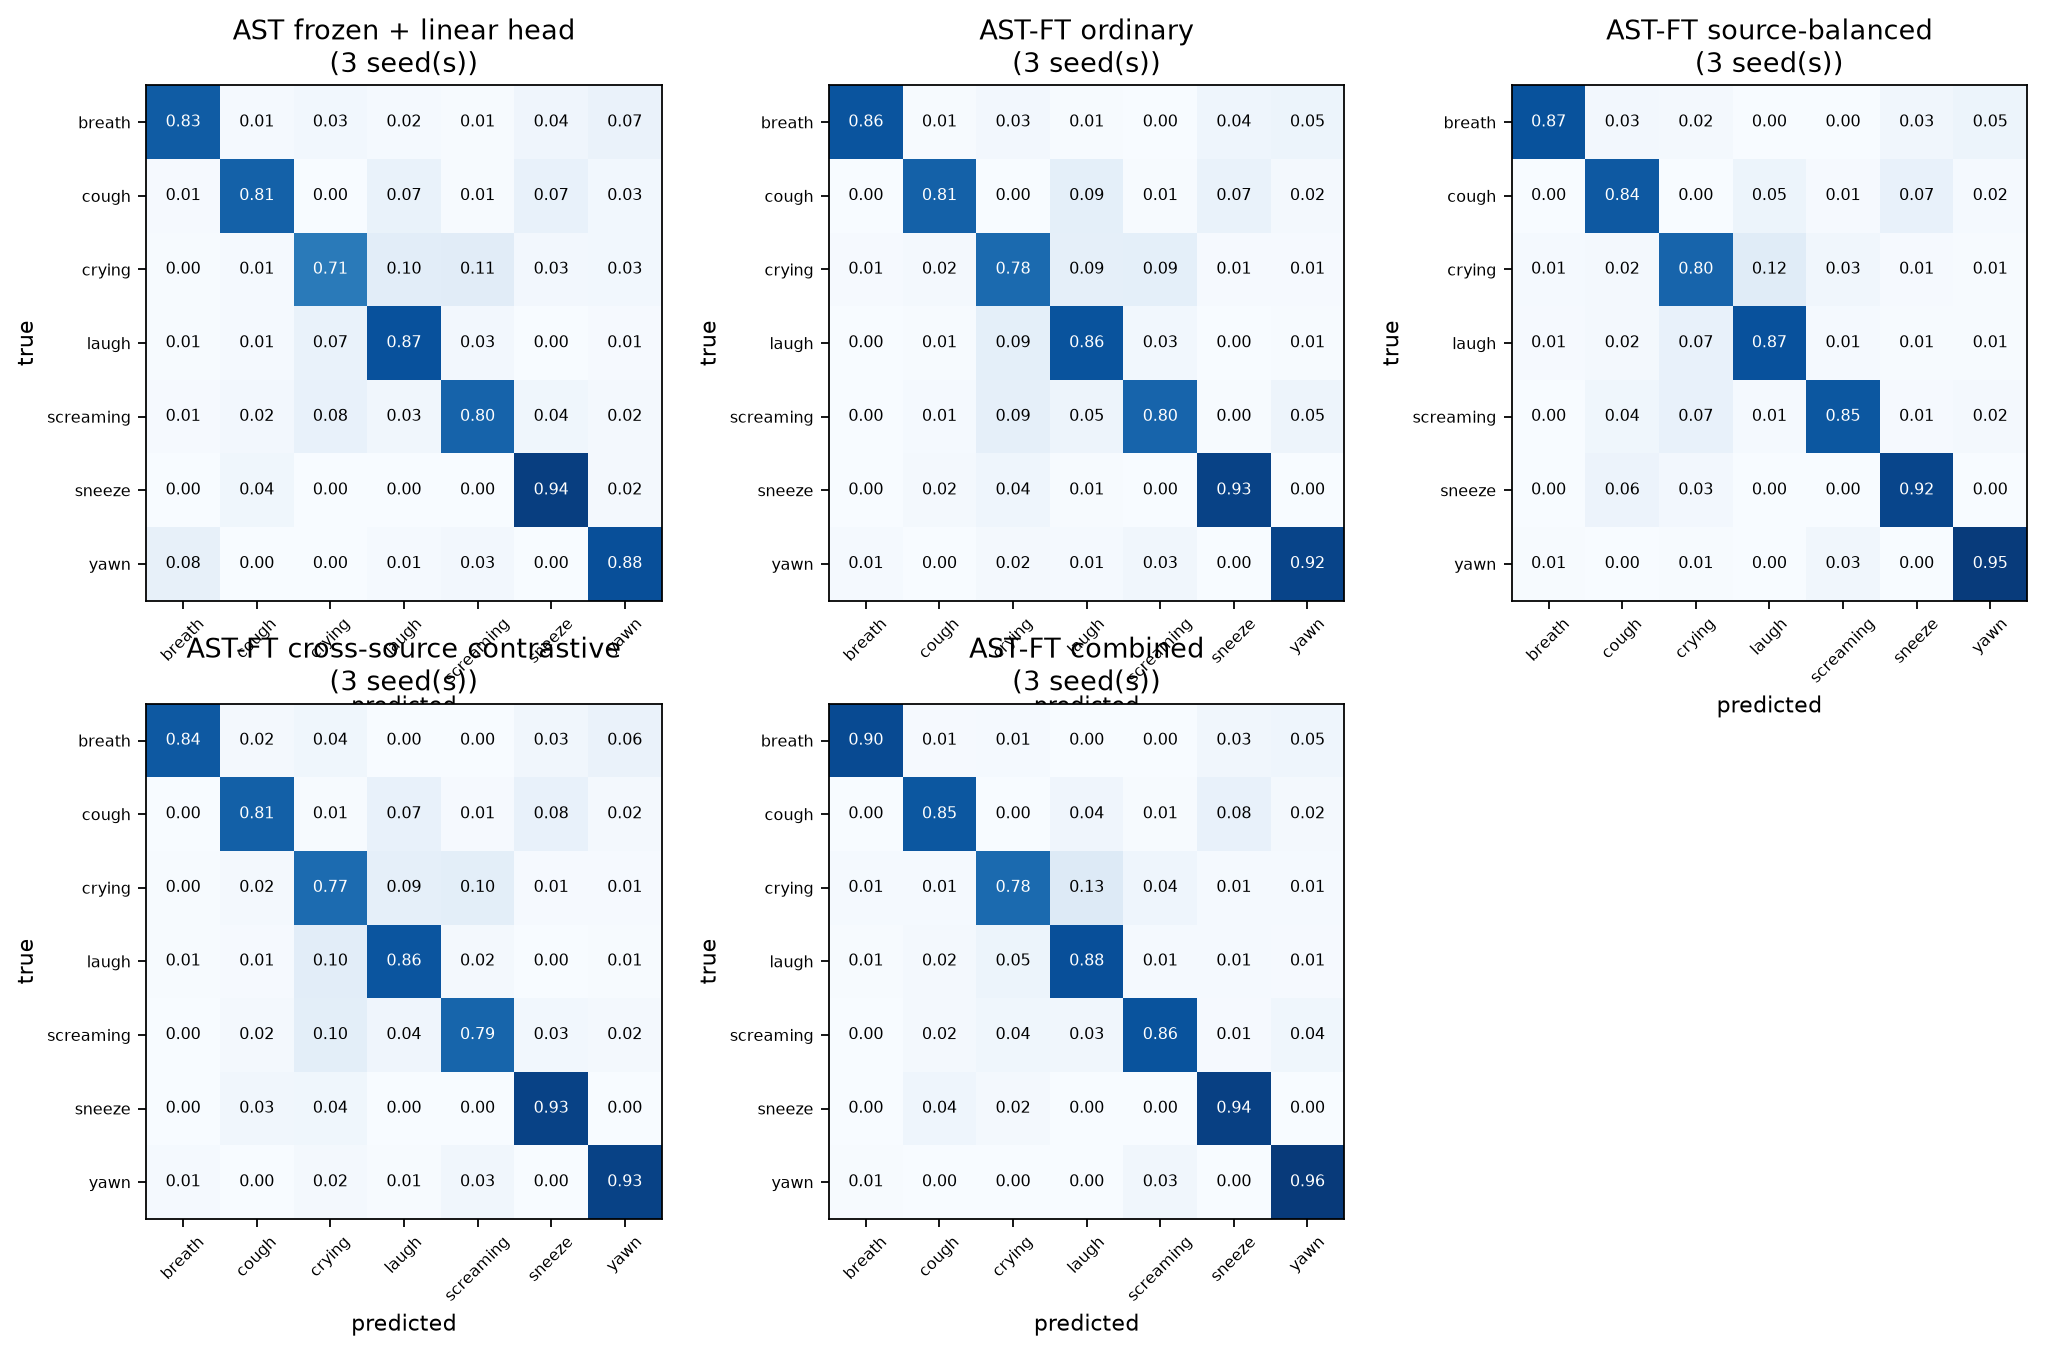 AST frozen + linear head
(3 seed(s))
true
breath 0.83 0.01 0.03 0.02 0.01 0.04 0.07
cough 0.01 0.81 0.00 0.07 0.01 0.07 0.03
crying 0.00 0.01 0.71 0.10 0.11 0.03 0.03
laugh 0.01 0.01 0.07 0.87 0.03 0.00 0.01
screaming 0.01 0.02 0.08 0.03 0.80 0.04 0.02
sneeze 0.00 0.04 0.00 0.00 0.00 0.94 0.02
yawn 0.08 0.00 0.00 0.01 0.03 0.00 0.88
breath cough crying laugh screaming sneeze yawn
predicted
AST-FT ordinary
(3 seed(s))
true
breath 0.86 0.01 0.03 0.01 0.00 0.04 0.05
cough 0.00 0.81 0.00 0.09 0.01 0.07 0.02
crying 0.01 0.02 0.78 0.09 0.09 0.01 0.01
laugh 0.00 0.01 0.09 0.86 0.03 0.00 0.01
screaming 0.00 0.01 0.09 0.05 0.80 0.00 0.05
sneeze 0.00 0.02 0.04 0.01 0.00 0.93 0.00
yawn 0.01 0.00 0.02 0.01 0.03 0.00 0.92
breath cough crying laugh screaming sneeze yawn
predicted
AST-FT source-balanced
(3 seed(s))
true
breath 0.87 0.03 0.02 0.00 0.00 0.03 0.05
cough 0.00 0.84 0.00 0.05 0.01 0.07 0.02
crying 0.01 0.02 0.80 0.12 0.03 0.01 0.01
laugh 0.01 0.02 0.07 0.87 0.01 0.01 0.01
screaming 0.00 0.04 0.07 0.01 0.85 0.01 0.02
sneeze 0.00 0.06 0.03 0.00 0.00 0.92 0.00
yawn 0.01 0.00 0.01 0.00 0.03 0.00 0.95
breath cough crying laugh screaming sneeze yawn
predicted
AST-FT cross-source contrastive
(3 seed(s))
true
breath 0.84 0.02 0.04 0.00 0.00 0.03 0.06
cough 0.00 0.81 0.01 0.07 0.01 0.08 0.02
crying 0.00 0.02 0.77 0.09 0.10 0.01 0.01
laugh 0.01 0.01 0.10 0.86 0.02 0.00 0.01
screaming 0.00 0.02 0.10 0.04 0.79 0.03 0.02
sneeze 0.00 0.03 0.04 0.00 0.00 0.93 0.00
yawn 0.01 0.00 0.02 0.01 0.03 0.00 0.93
breath cough crying laugh screaming sneeze yawn
predicted
AST-FT combined
(3 seed(s))
true
breath 0.90 0.01 0.01 0.00 0.00 0.03 0.05
cough 0.00 0.85 0.00 0.04 0.01 0.08 0.02
crying 0.01 0.01 0.78 0.13 0.04 0.01 0.01
laugh 0.01 0.02 0.05 0.88 0.01 0.01 0.01
screaming 0.00 0.02 0.04 0.03 0.86 0.01 0.04
sneeze 0.00 0.04 0.02 0.00 0.00 0.94 0.00
yawn 0.01 0.00 0.00 0.00 0.03 0.00 0.96
breath cough crying laugh screaming sneeze yawn
predicted